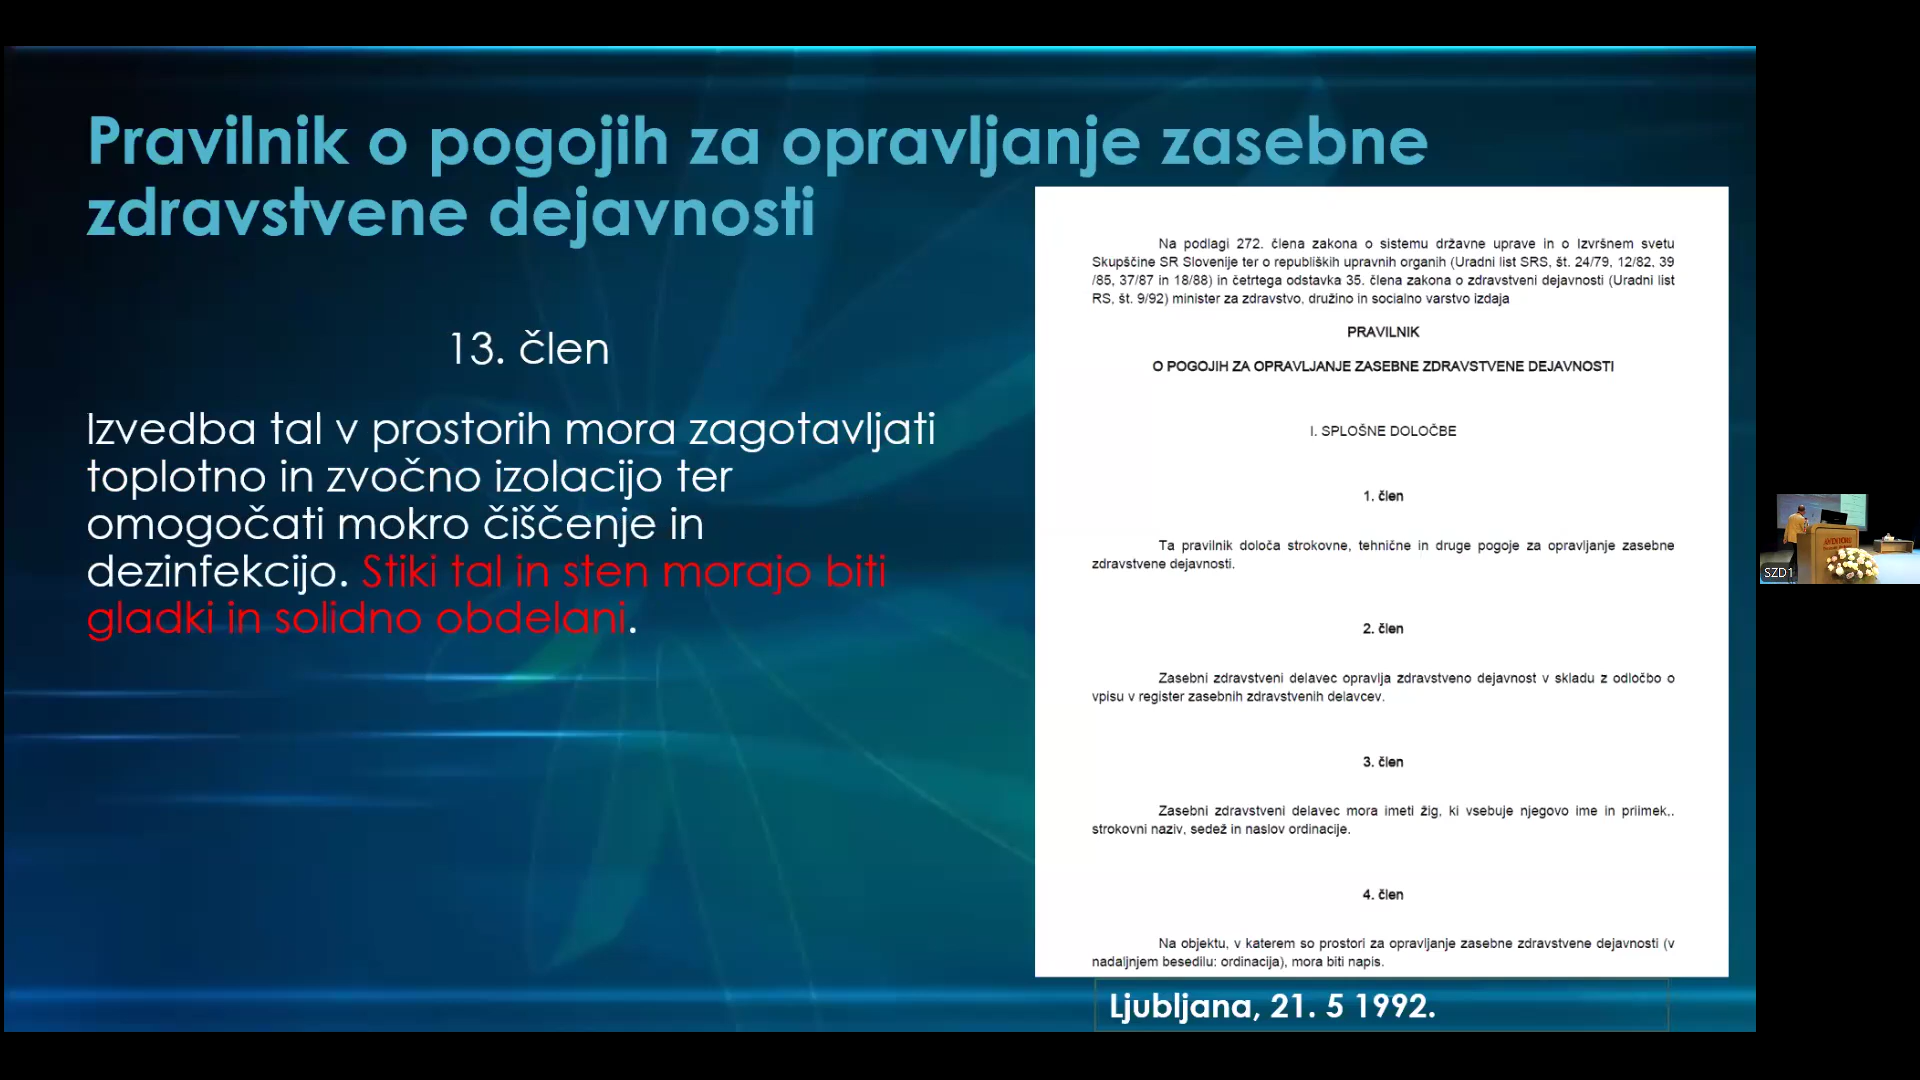 Pravilnik o pogojih za opravljanje zasebne
zdravstvene dejavnosti
13. člen
Izvedba tal v prostorih mora zagotavljati
toplotno in zvočno izolacijo ter
omogočati mokro čiščenje in
dezinfekcijo. Stiki tal in sten morajo biti
gladki in solidno obdelani.
Na podlagi 272. člena zakona o sistemu državne uprave in o Izvršnem svetu
Skupščine SR Slovenije ter o republiških upravnih organih (Uradni list SRS, št. 24/79, 12/82, 39
/85, 37/87 in 18/88) in četrtega odstavka 35. člena zakona o zdravstveni dejavnosti (Uradni list
RS, št. 9/92) minister za zdravstvo, družino in socialno varstvo izdaja
PRAVILNIK
O POGOJIH ZA OPRAVLJANJE ZASEBNE ZDRAVSTVENE DEJAVNOSTI
I. SPLOŠNE DOLOČBE
1. člen
Ta pravilnik določa strokovne, tehnične in druge pogoje za opravljanje zasebne
zdravstvene dejavnosti.
2. člen
Zasebni zdravstveni delavec opravlja zdravstveno dejavnost v skladu z odločbo o
vpisu v register zasebnih zdravstvenih delavcev.
3. člen
Zasebni zdravstveni delavec mora imeti žig, ki vsebuje njegovo ime in priimek,.
strokovni naziv, sedež in naslov ordinacije.
4. člen
Na objektu, v katerem so prostori za opravljanje zasebne zdravstvene dejavnosti (v
nadaljnjem besedilu: ordinacija), mora biti napis.
Ljubljana, 21. 5 1992.
SZD1